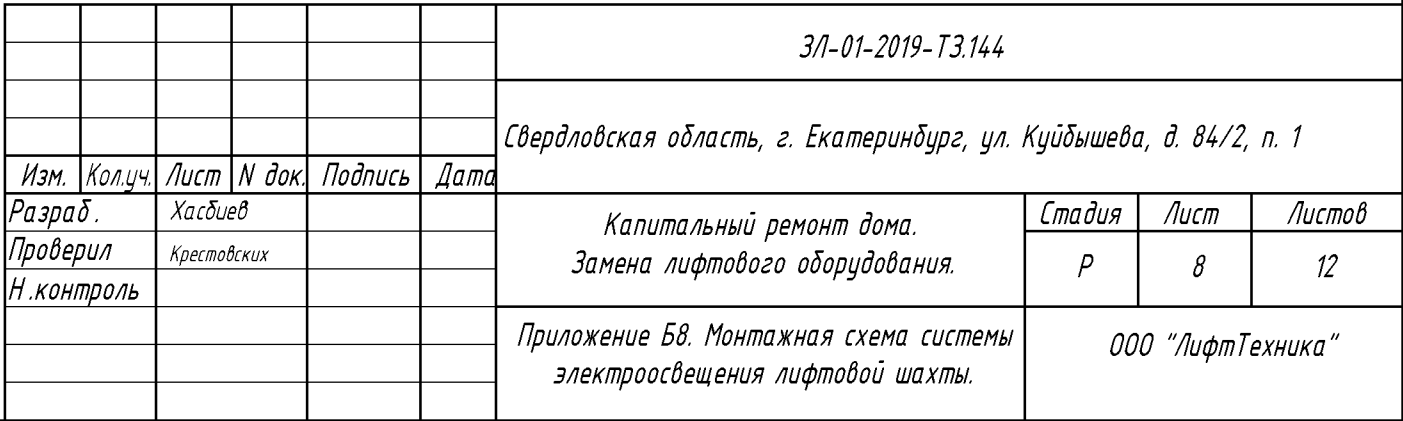 ЗЛ-01-2019-ТЗ.144
Свердловская область, г. Екатеринбург, ул. Куйбышева, д. 84/2, п. 1
Изм. Кол.уч. Лист N док. Подпись Дата
Разраб. Хасбиев
Проверил Крестовских
Н.контроль
Капитальный ремонт дома.
Замена лифтового оборудования.
Стадия Лист Листов
Р 8 12
Приложение Б8. Монтажная схема системы
электроосвещения лифтовой шахты.
ООО "ЛифтТехника"